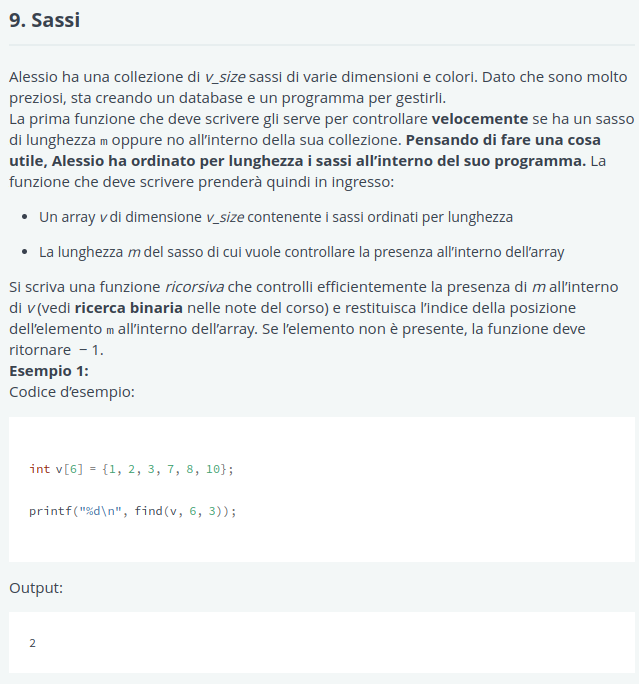 9. Sassi
Alessio ha una collezione di v_size sassi di varie dimensioni e colori. Dato che sono molto
preziosi, sta creando un database e un programma per gestirli.
La prima funzione che deve scrivere gli serve per controllare velocemente se ha un sasso
di lunghezza m oppure no all'interno della sua collezione. Pensando di fare una cosa
utile, Alessio ha ordinato per lunghezza i sassi all'interno del suo programma. La
funzione che deve scrivere prenderà quindi in ingresso:
• Un array v di dimensione v_size contenente i sassi ordinati per lunghezza
• La lunghezza m del sasso di cui vuole controllare la presenza all'interno dell'array
Si scriva una funzione ricorsiva che controlli efficientemente la presenza di m all'interno
di v (vedi ricerca binaria nelle note del corso) e restituisca l'indice della posizione
dell'elemento m all'interno dell'array. Se l'elemento non è presente, la funzione deve
ritornare − 1.
Esempio 1:
Codice d'esempio:
int v[6] = {1, 2, 3, 7, 8, 10};
printf("%d\n", find(v, 6, 3));
Output:
2